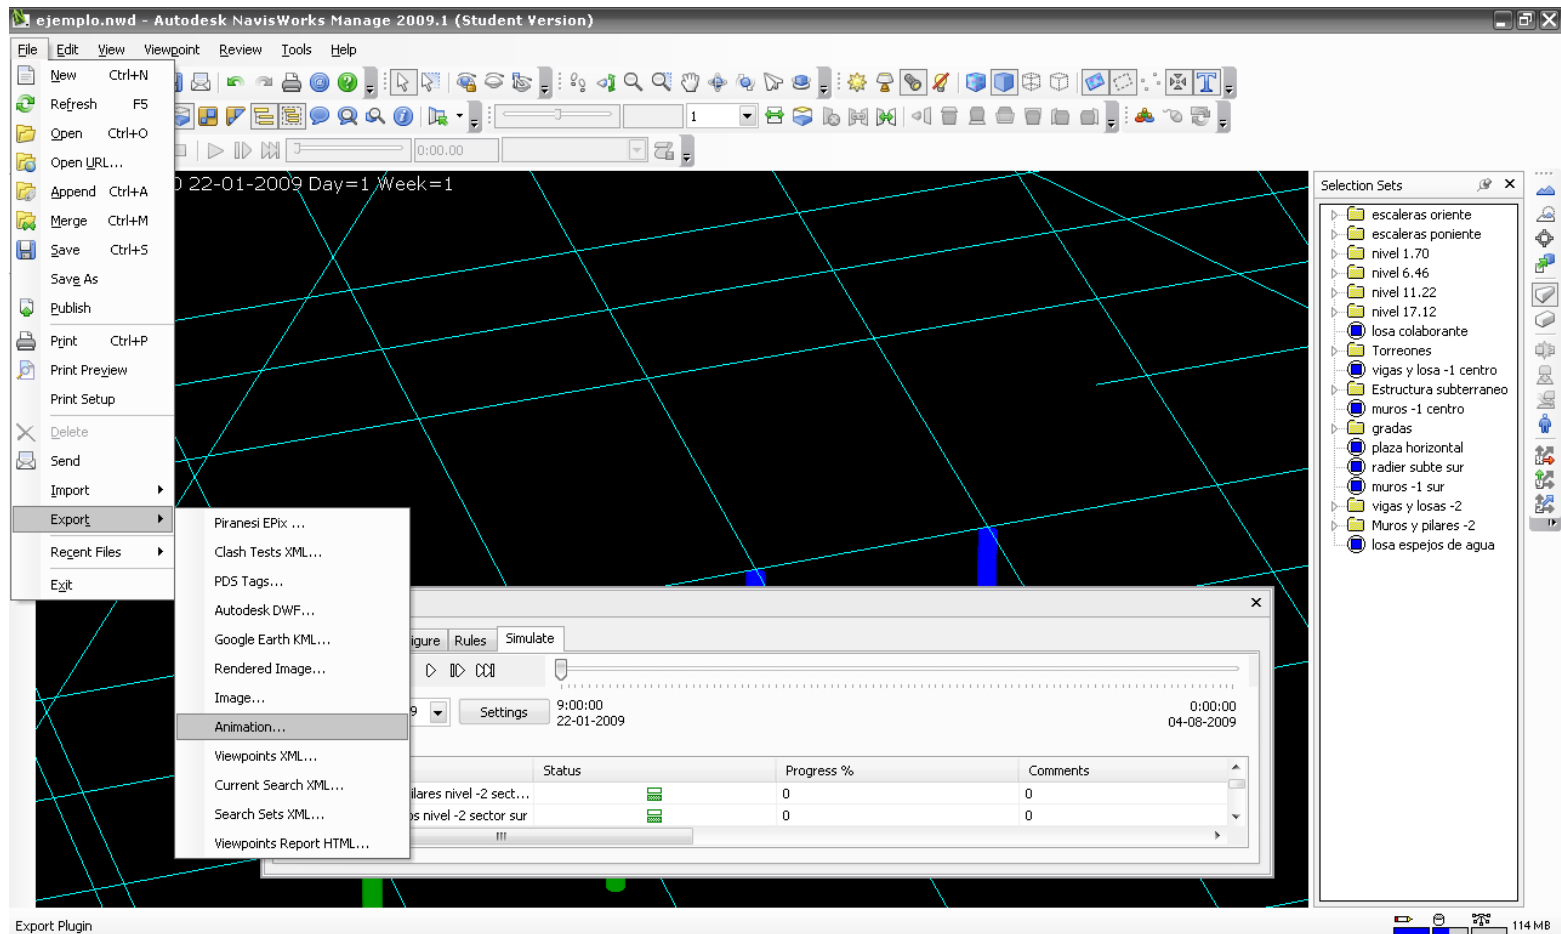 ejemplo.nwd - Autodesk NavisWorks Manage 2009.1 (Student Version)
File Edit View Viewpoint Review Tools Help
New Ctrl+N
Refresh F5
Open Ctrl+O
Open URL...
Append Ctrl+A
Merge Ctrl+M
Save Ctrl+S
Save As
Publish
Print Ctrl+P
Print Preview
Print Setup
Delete
Send
Import
Export
Recent Files
Exit
Piranesi EPix ...
Clash Tests XML...
PDS Tags...
Autodesk DWF...
Google Earth KML...
Rendered Image...
Image...
Animation...
Viewpoints XML...
Current Search XML...
Search Sets XML...
Viewpoints Report HTML...
1
0:00.00
0 22-01-2009 Day=1 Week=1
igure Rules Simulate
9 Settings 9:00:00 0:00:00
22-01-2009 04-08-2009
Status Progress % Comments
ilares nivel -2 sect... 0 0
os nivel -2 sector sur 0 0
Selection Sets
escaleras oriente
escaleras poniente
nivel 1.70
nivel 6.46
nivel 11.22
nivel 17.12
losa colaborante
Torreones
vigas y losa -1 centro
Estructura subterraneo
muros -1 centro
gradas
plaza horizontal
radier subte sur
muros -1 sur
vigas y losas -2
Muros y pilares -2
losa espejos de agua
Export Plugin
114 MB